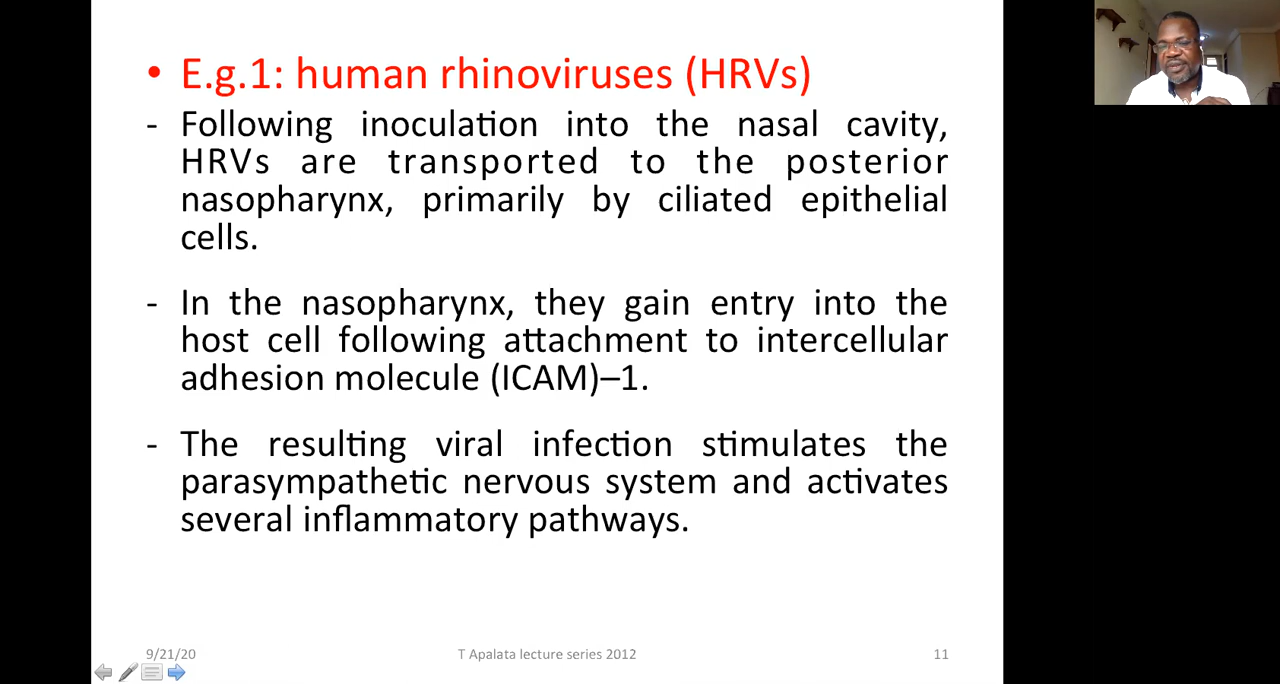 • E.g.1: human rhinoviruses (HRVs)
- Following inoculation into the nasal cavity,
HRVs are transported to the posterior
nasopharynx, primarily by ciliated epithelial
cells.
- In the nasopharynx, they gain entry into the
host cell following attachment to intercellular
adhesion molecule (ICAM)–1.
- The resulting viral infection stimulates the
parasympathetic nervous system and activates
several inflammatory pathways.
9/21/20 T Apalata lecture series 2012 11